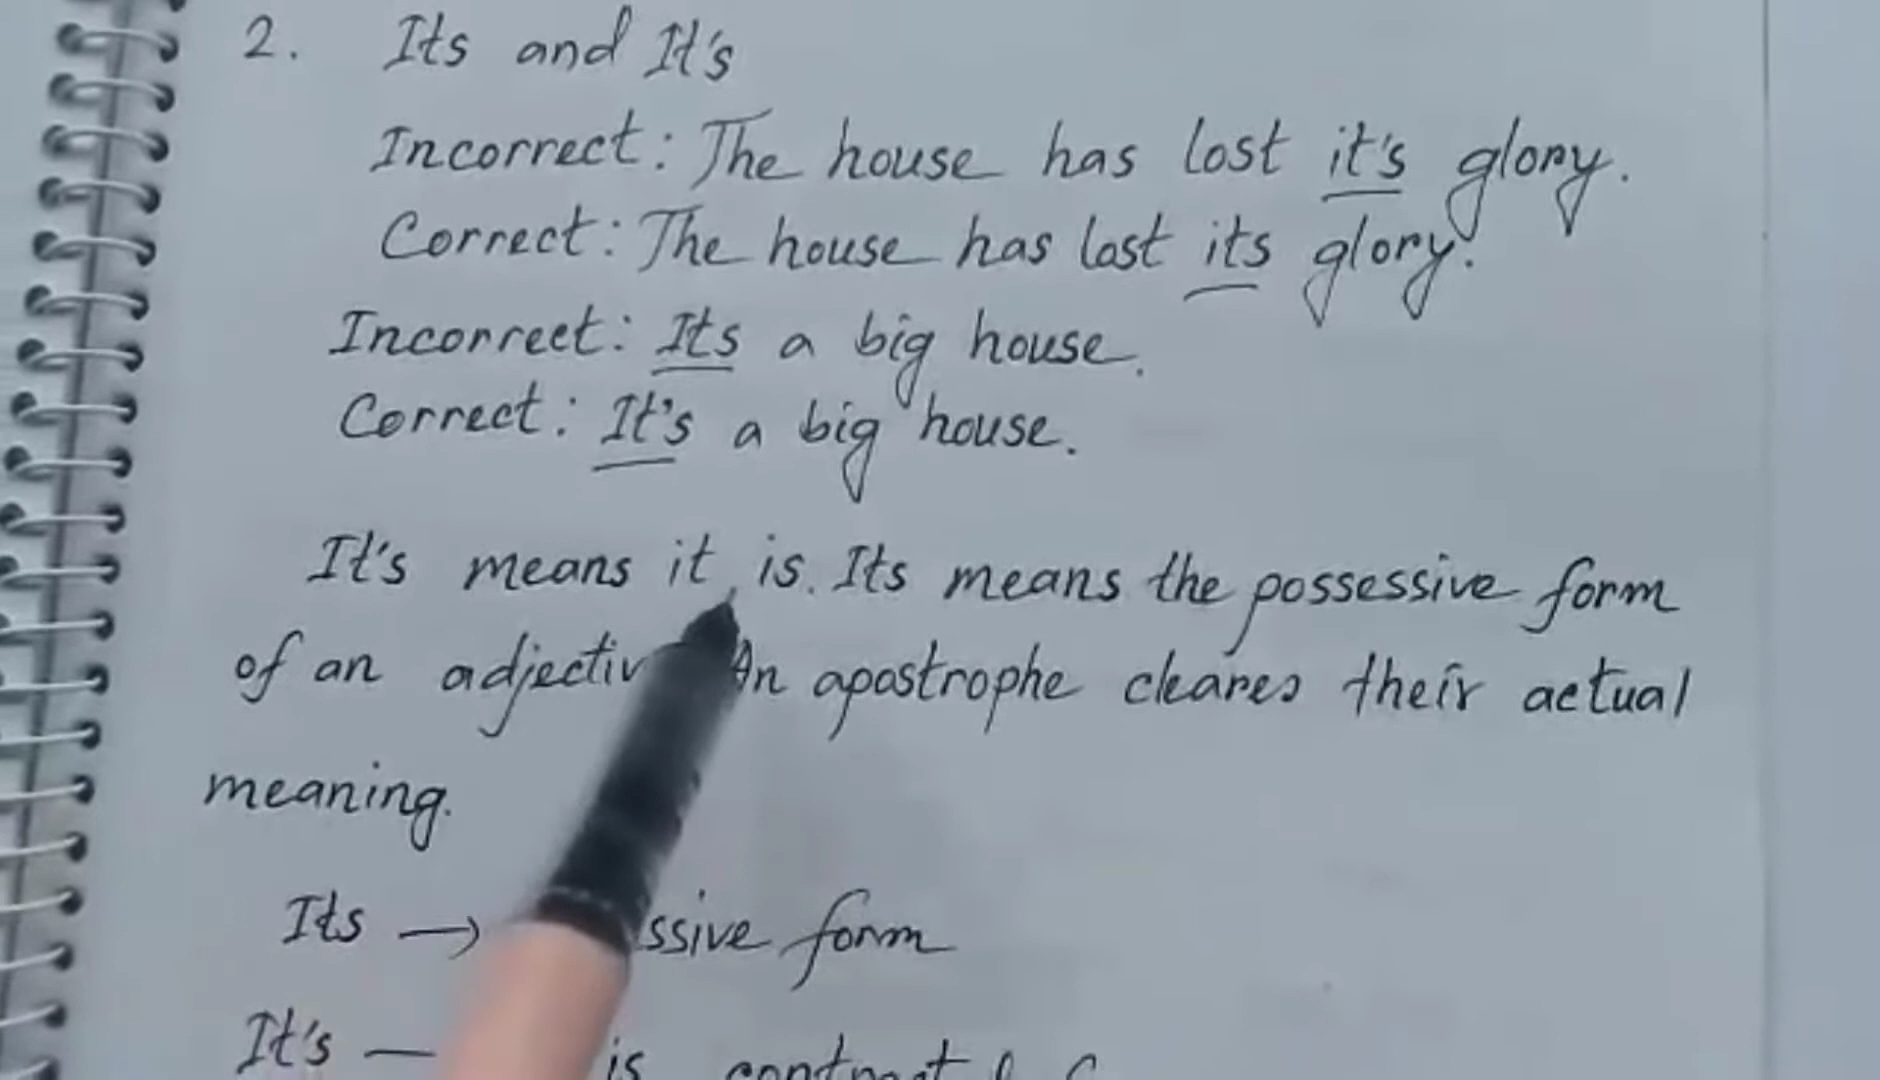 2. Its and It's
Incorrect: The house has lost it's glory.
Correct: The house has lost its glory.
Incorrect: Its a big house.
Correct: It's a big house.
It's means it is. Its means the possessive form
of an adjectiv An apostrophe cleares their actual
meaning.
Its → ssive form
It's — is